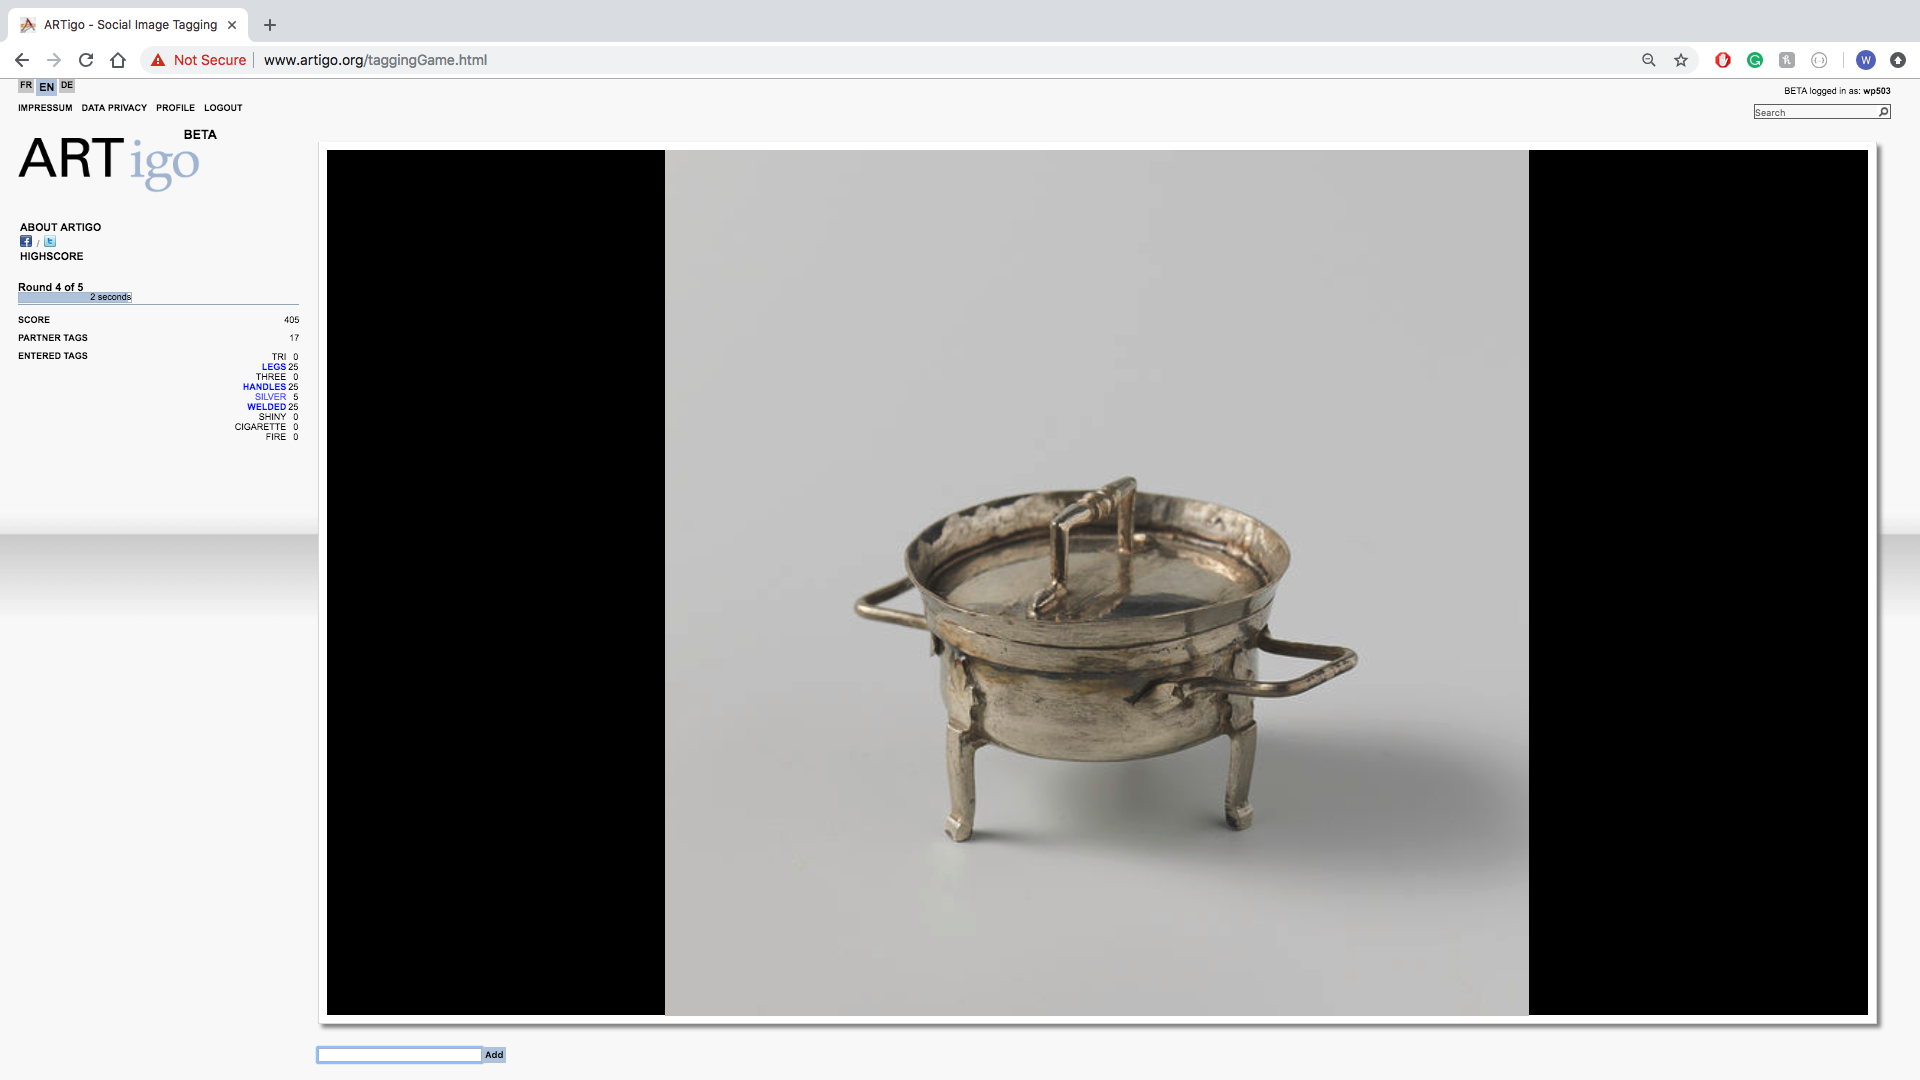 ARTigo - Social Image Tagging
Not Secure www.artigo.org/taggingGame.html
W
FR EN DE
BETA logged in as: wp503
IMPRESSUM DATA PRIVACY PROFILE LOGOUT
Search
BETA
ARTigo
ABOUT ARTIGO
/
HIGHSCORE
Round 4 of 5
2 seconds
SCORE 405
PARTNER TAGS 17
ENTERED TAGS TRI 0
LEGS 25
THREE 0
HANDLES 25
SILVER 5
WELDED 25
SHINY 0
CIGARETTE 0
FIRE 0
Add